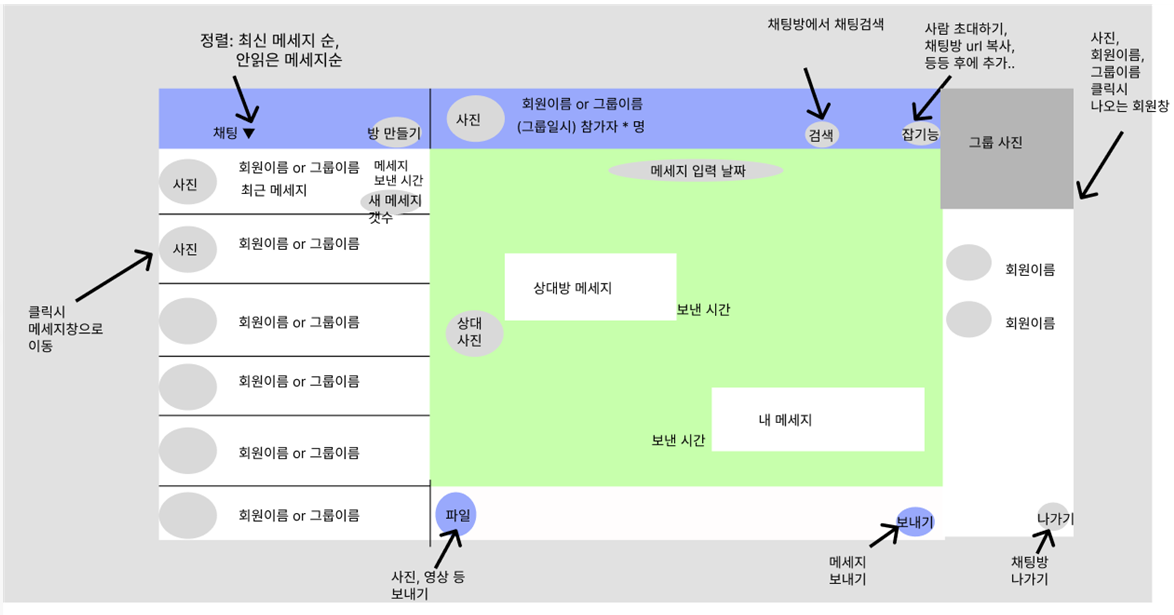 정렬: 최신 메세지 순,
안읽은 메세지순
채팅방에서 채팅검색
사람 초대하기,
채팅방 url 복사,
등등 후에 추가..
사진,
회원이름,
그룹이름
클릭시
나오는 회원창
채팅 ▼
방 만들기
사진
회원이름 or 그룹이름
(그룹일시) 참가자 * 명
검색
잡기능
그룹 사진
사진
회원이름 or 그룹이름
최근 메세지
메세지
보낸 시간
새 메세지
갯수
사진
회원이름 or 그룹이름
회원이름 or 그룹이름
회원이름 or 그룹이름
회원이름 or 그룹이름
회원이름 or 그룹이름
클릭시
메세지창으로
이동
메세지 입력 날짜
상대방 메세지
보낸 시간
상대
사진
내 메세지
보낸 시간
회원이름
회원이름
파일
보내기
나가기
사진, 영상 등
보내기
메세지
보내기
채팅방
나가기